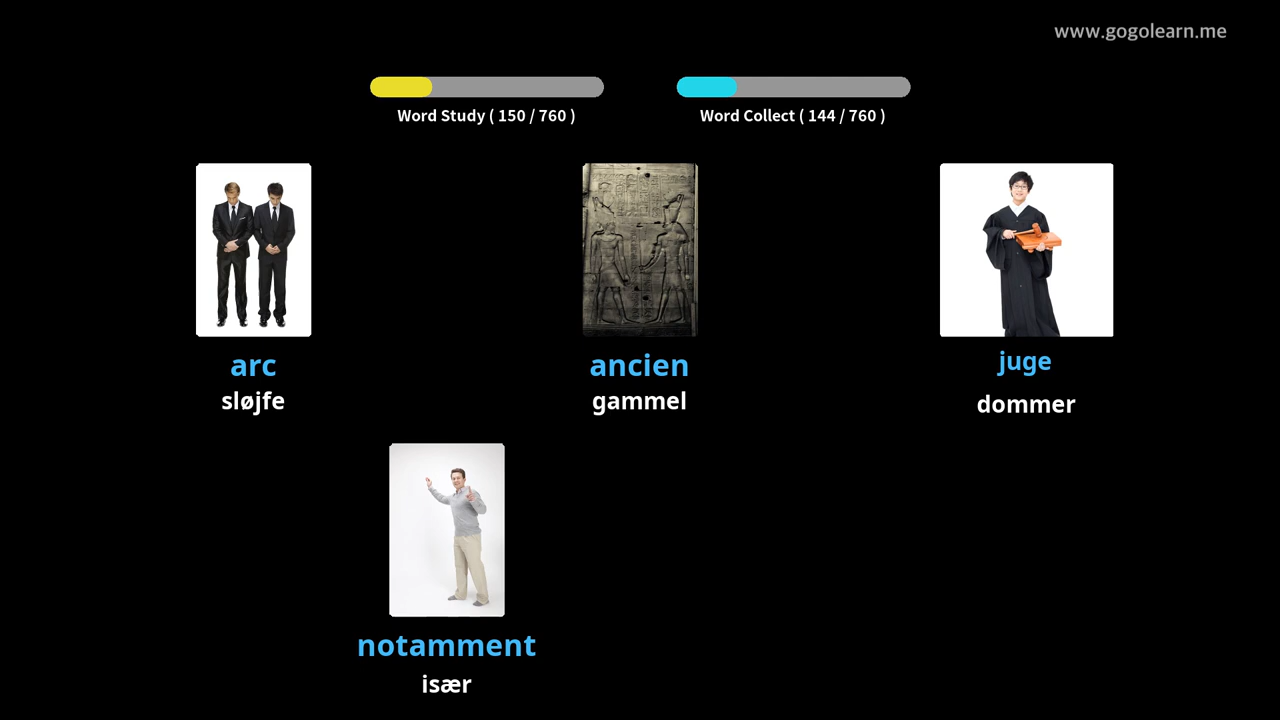 www.gogolearn.me
Word Study ( 150 / 760 )
Word Collect ( 144 / 760 )
arc
sløjfe
ancien
gammel
juge
dommer
notamment
især